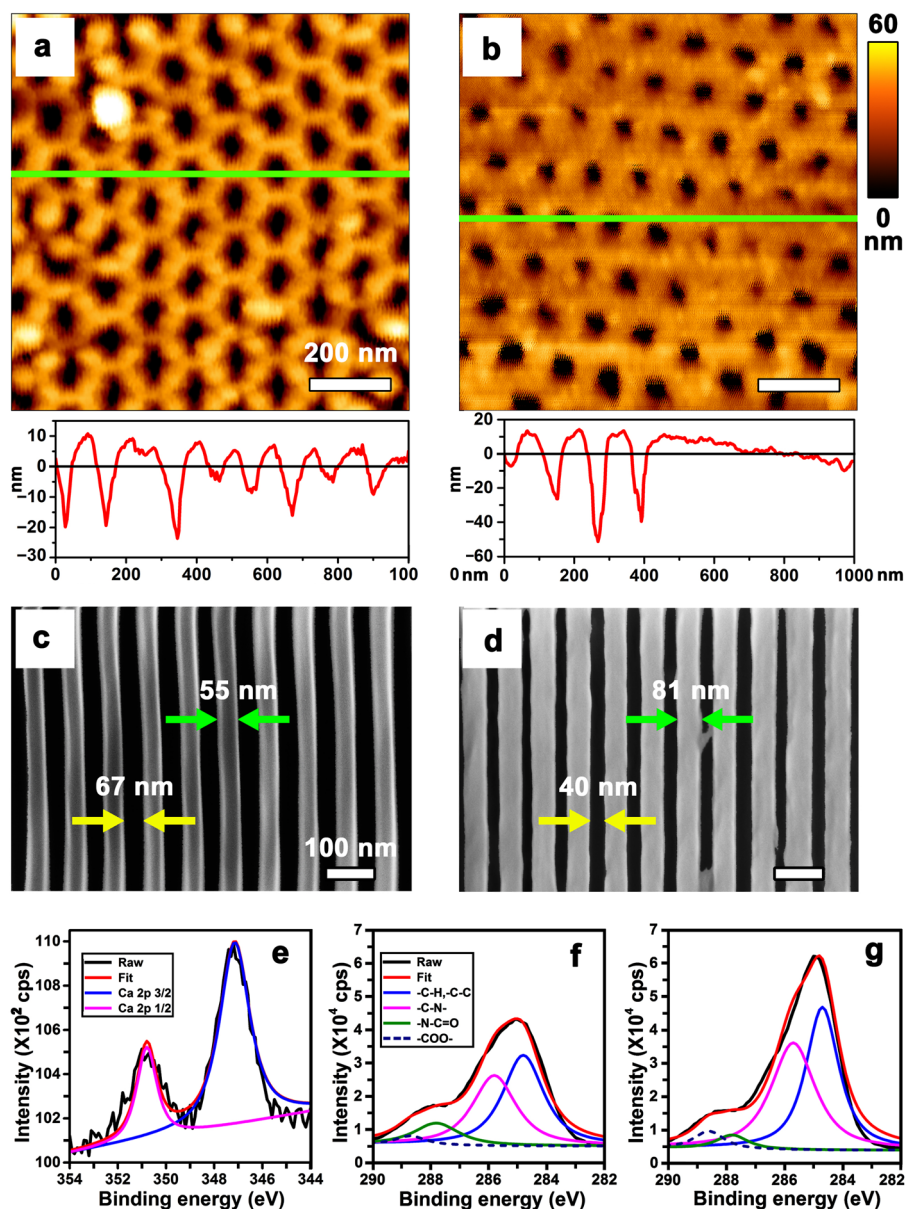 a
b
60
0
nm
200 nm
10
0
−10
−20
−30
nm
0 200 400 600 800 100
20
0
−20
−40
−60
nm
0 nm 0 200 400 600 800 1000 nm
c
55 nm
67 nm
100 nm
d
81 nm
40 nm
e
110
108
106
104
102
100
Intensity (X10² cps)
Raw
Fit
Ca 2p 3/2
Ca 2p 1/2
354 352 350 348 346 344
Binding energy (eV)
f
7
6
5
4
3
2
1
0
Intensity (X10⁴ cps)
Raw
Fit
-C-H,-C-C
-C-N-
-N-C=O
-COO-
290 288 286 284 282
Binding energy (eV)
g
7
6
5
4
3
2
1
0
Intensity (X10⁴ cps)
290 288 286 284 282
Binding energy (eV)